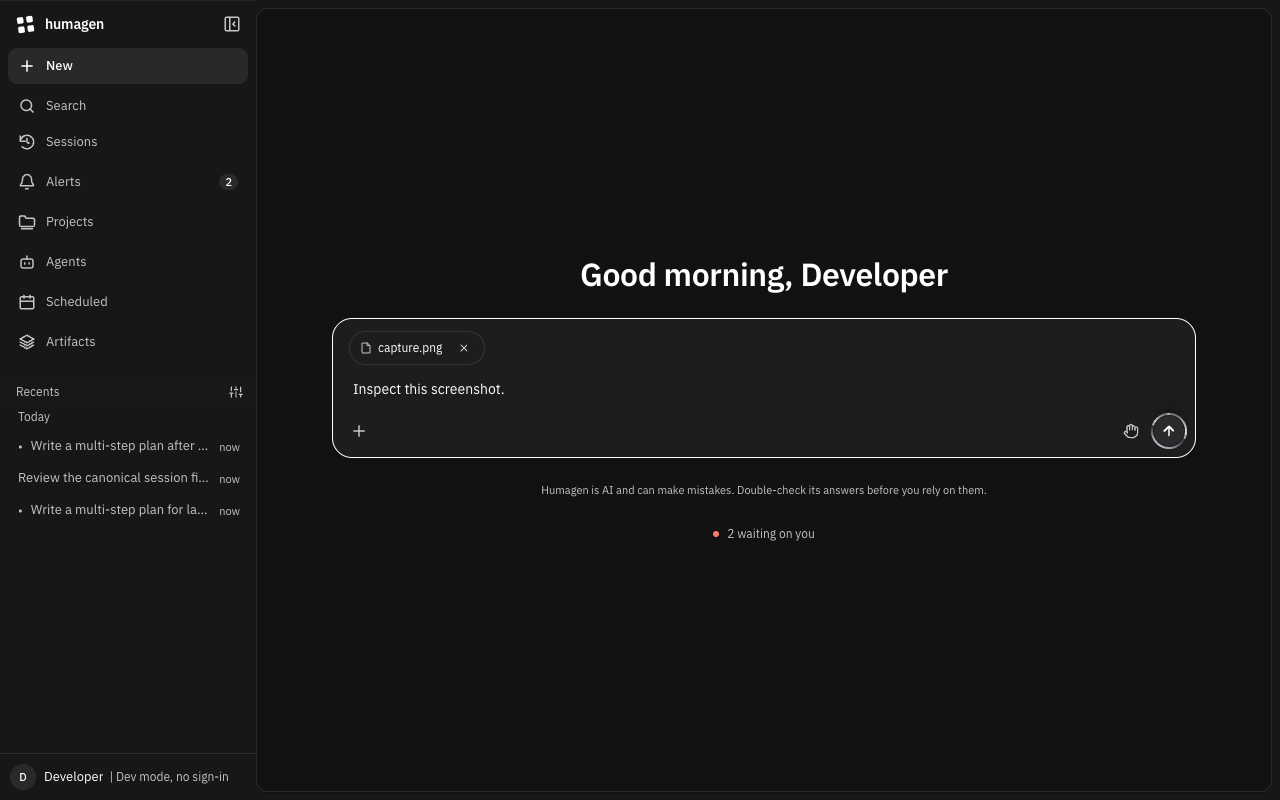 humagen
New
Search
Sessions
Alerts 2
Projects
Agents
Scheduled
Artifacts
Recents
Today
• Write a multi-step plan after ... now
Review the canonical session fi... now
• Write a multi-step plan for la... now
D Developer | Dev mode, no sign-in
Good morning, Developer
capture.png
Inspect this screenshot.
Humagen is AI and can make mistakes. Double-check its answers before you rely on them.
2 waiting on you